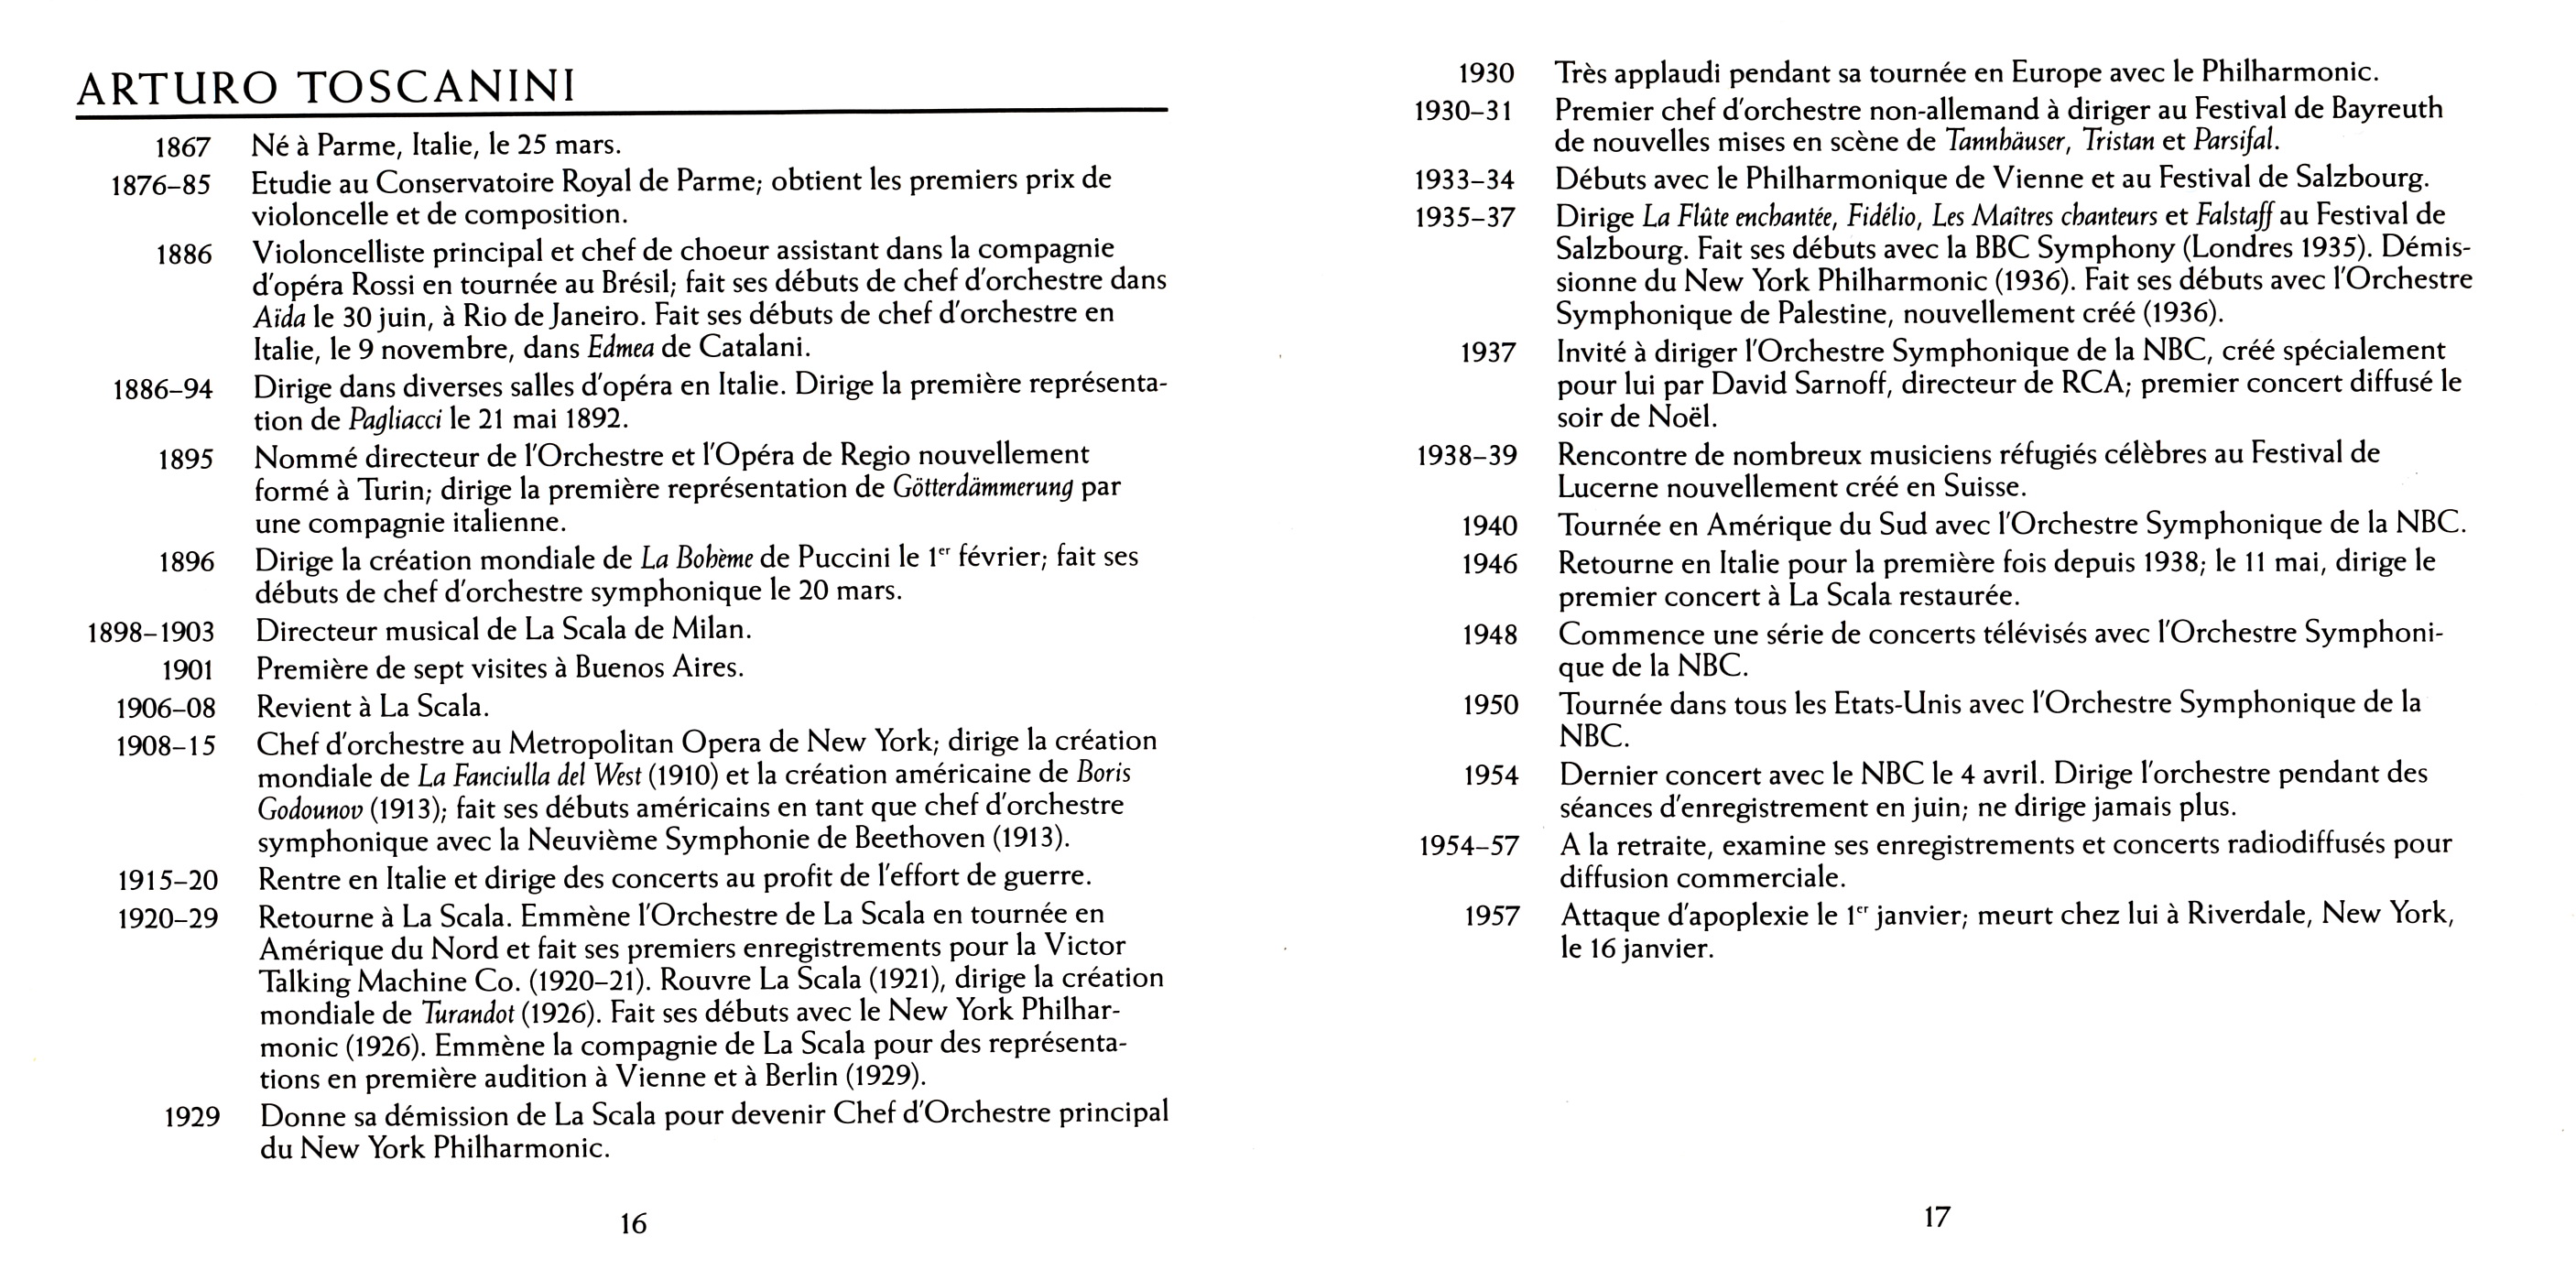 ARTURO TOSCANINI
1867 Né à Parme, Italie, le 25 mars.
1876–85 Etudie au Conservatoire Royal de Parme; obtient les premiers prix de
violoncelle et de composition.
1886 Violoncelliste principal et chef de choeur assistant dans la compagnie
d'opéra Rossi en tournée au Brésil; fait ses débuts de chef d'orchestre dans
Aïda le 30 juin, à Rio de Janeiro. Fait ses débuts de chef d'orchestre en
Italie, le 9 novembre, dans Edmea de Catalani.
1886–94 Dirige dans diverses salles d'opéra en Italie. Dirige la première représenta-
tion de Pagliacci le 21 mai 1892.
1895 Nommé directeur de l'Orchestre et l'Opéra de Regio nouvellement
formé à Turin; dirige la première représentation de Götterdämmerung par
une compagnie italienne.
1896 Dirige la création mondiale de La Bohème de Puccini le 1er février; fait ses
débuts de chef d'orchestre symphonique le 20 mars.
1898–1903 Directeur musical de La Scala de Milan.
1901 Première de sept visites à Buenos Aires.
1906–08 Revient à La Scala.
1908–15 Chef d'orchestre au Metropolitan Opera de New York; dirige la création
mondiale de La Fanciulla del West (1910) et la création américaine de Boris
Godounov (1913); fait ses débuts américains en tant que chef d'orchestre
symphonique avec la Neuvième Symphonie de Beethoven (1913).
1915–20 Rentre en Italie et dirige des concerts au profit de l'effort de guerre.
1920–29 Retourne à La Scala. Emmène l'Orchestre de La Scala en tournée en
Amérique du Nord et fait ses premiers enregistrements pour la Victor
Talking Machine Co. (1920–21). Rouvre La Scala (1921), dirige la création
mondiale de Turandot (1926). Fait ses débuts avec le New York Philhar-
monic (1926). Emmène la compagnie de La Scala pour des représenta-
tions en première audition à Vienne et à Berlin (1929).
1929 Donne sa démission de La Scala pour devenir Chef d'Orchestre principal
du New York Philharmonic.
16
1930 Très applaudi pendant sa tournée en Europe avec le Philharmonic.
1930–31 Premier chef d'orchestre non-allemand à diriger au Festival de Bayreuth
de nouvelles mises en scène de Tannhäuser, Tristan et Parsifal.
1933–34 Débuts avec le Philharmonique de Vienne et au Festival de Salzbourg.
1935–37 Dirige La Flûte enchantée, Fidélio, Les Maîtres chanteurs et Falstaff au Festival de
Salzbourg. Fait ses débuts avec la BBC Symphony (Londres 1935). Démis-
sionne du New York Philharmonic (1936). Fait ses débuts avec l'Orchestre
Symphonique de Palestine, nouvellement créé (1936).
1937 Invité à diriger l'Orchestre Symphonique de la NBC, créé spécialement
pour lui par David Sarnoff, directeur de RCA; premier concert diffusé le
soir de Noël.
1938–39 Rencontre de nombreux musiciens réfugiés célèbres au Festival de
Lucerne nouvellement créé en Suisse.
1940 Tournée en Amérique du Sud avec l'Orchestre Symphonique de la NBC.
1946 Retourne en Italie pour la première fois depuis 1938; le 11 mai, dirige le
premier concert à La Scala restaurée.
1948 Commence une série de concerts télévisés avec l'Orchestre Symphoni-
que de la NBC.
1950 Tournée dans tous les Etats-Unis avec l'Orchestre Symphonique de la
NBC.
1954 Dernier concert avec le NBC le 4 avril. Dirige l'orchestre pendant des
séances d'enregistrement en juin; ne dirige jamais plus.
1954–57 A la retraite, examine ses enregistrements et concerts radiodiffusés pour
diffusion commerciale.
1957 Attaque d'apoplexie le 1er janvier; meurt chez lui à Riverdale, New York,
le 16 janvier.
17